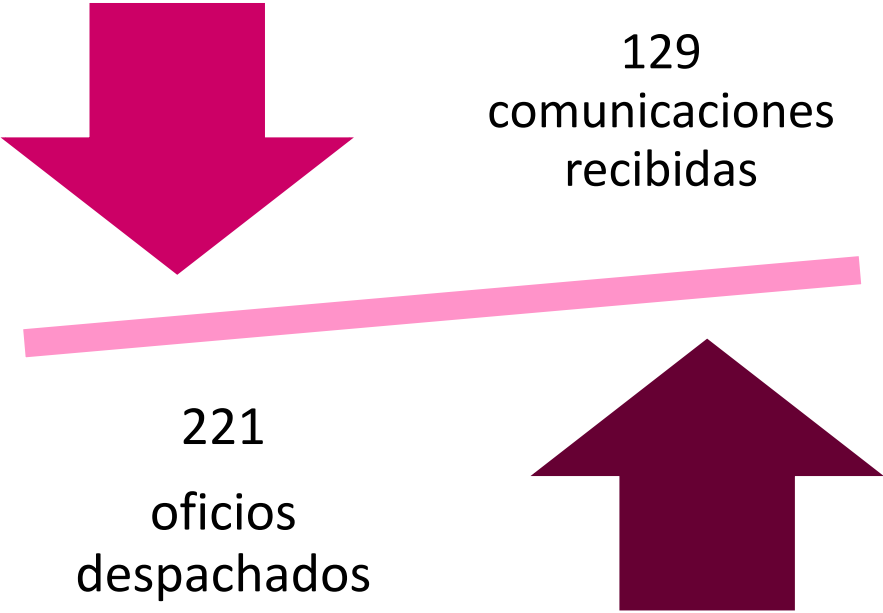 129
comunicaciones
recibidas
221
oficios
despachados